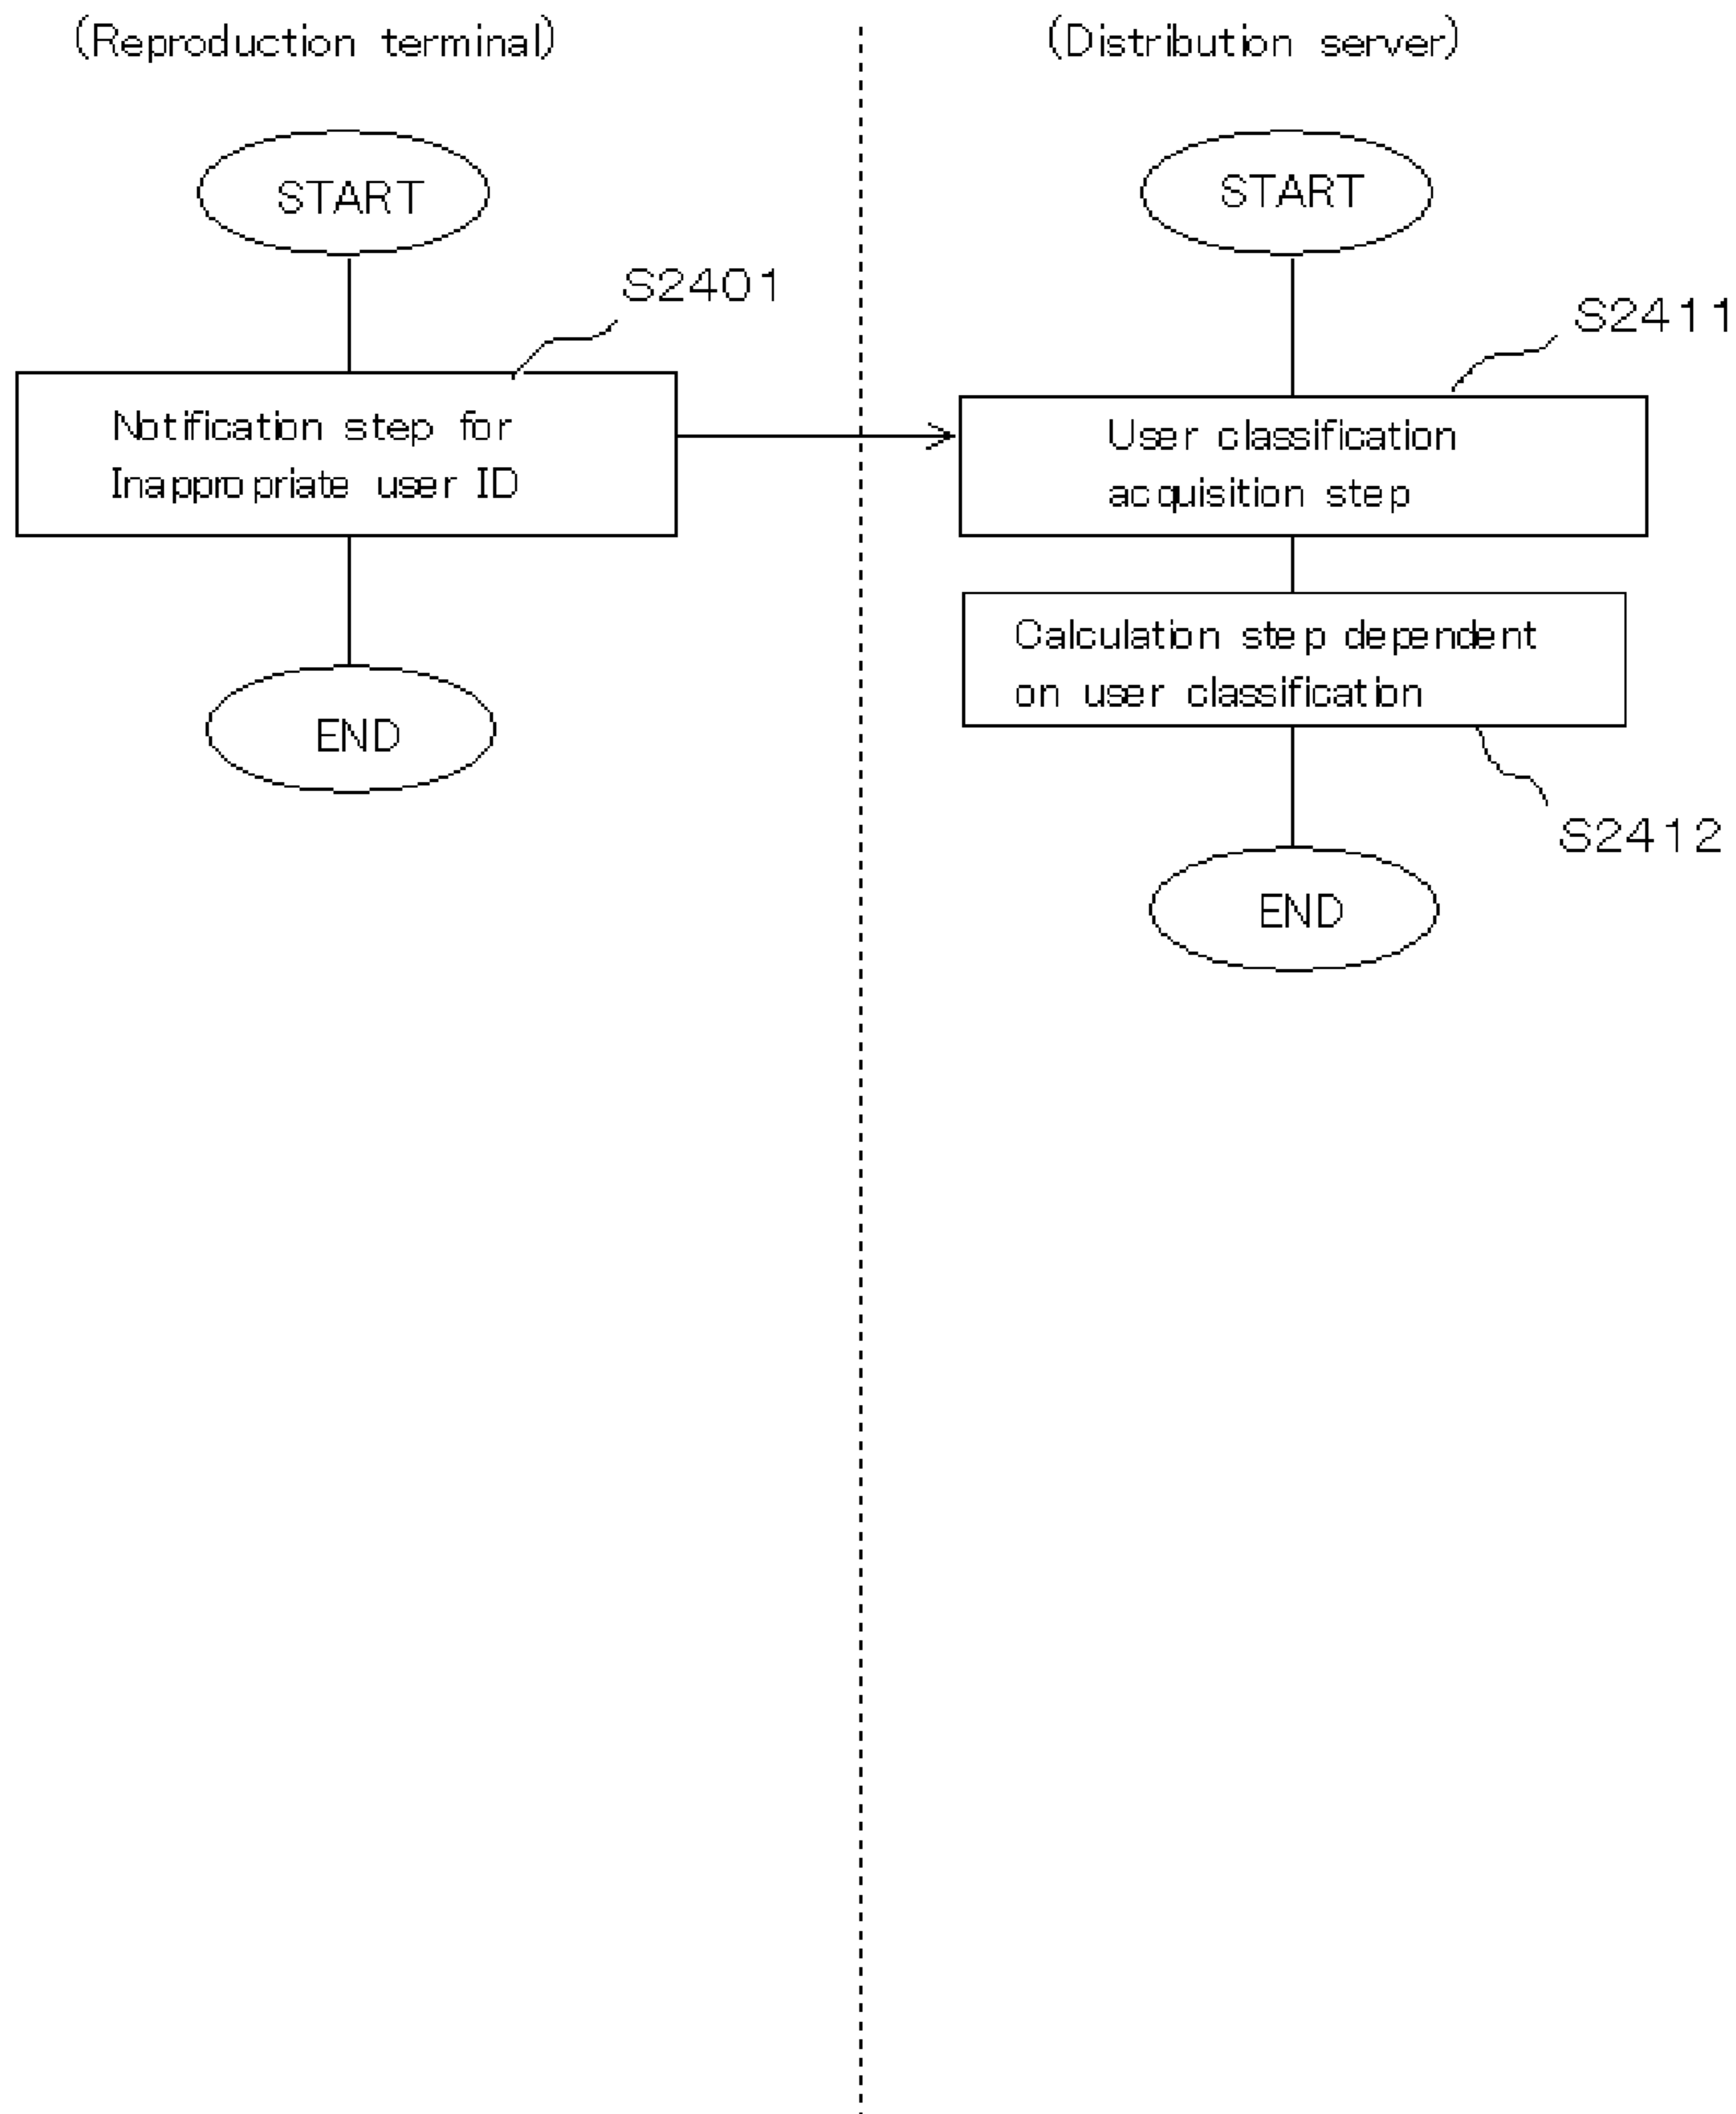 (Reproduction terminal)
(Distribution server)
START
START
S2401
S2411
Notification step for
Inappropriate user ID
User classification
acquisition step
Calculation step dependent
on user classification
END
S2412
END